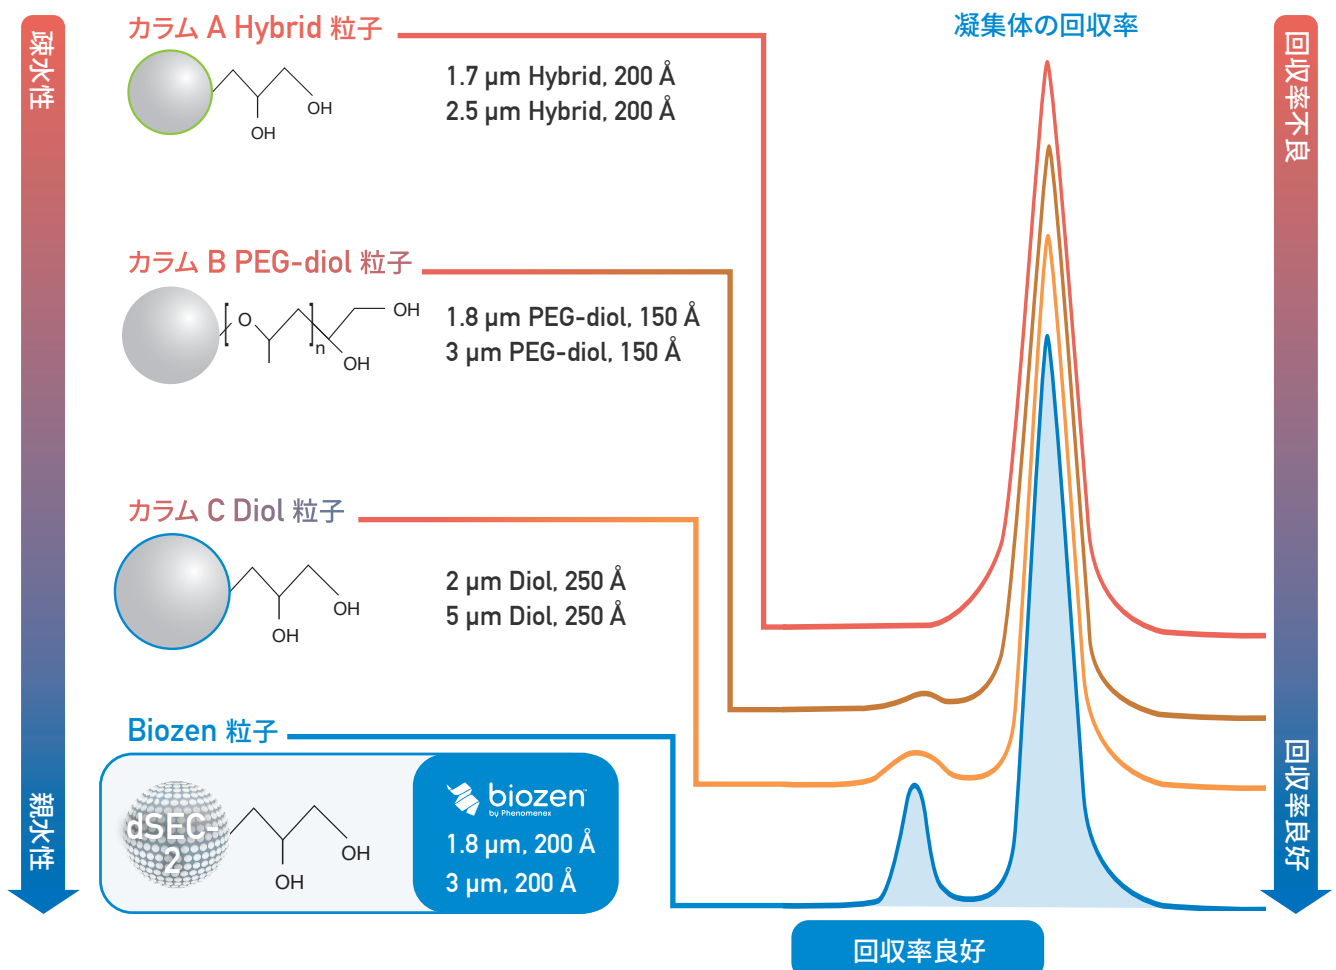 疎水性
親水性
カラム A Hybrid 粒子
OH
OH
1.7 µm Hybrid, 200 Å
2.5 µm Hybrid, 200 Å
カラム B PEG-diol 粒子
[O]n
OH
OH
1.8 µm PEG-diol, 150 Å
3 µm PEG-diol, 150 Å
カラム C Diol 粒子
OH
OH
2 µm Diol, 250 Å
5 µm Diol, 250 Å
Biozen 粒子
dSEC-
2
OH
OH
biozen™
by Phenomenex
1.8 µm, 200 Å
3 µm, 200 Å
凝集体の回収率
回収率良好
回収率不良
回収率良好